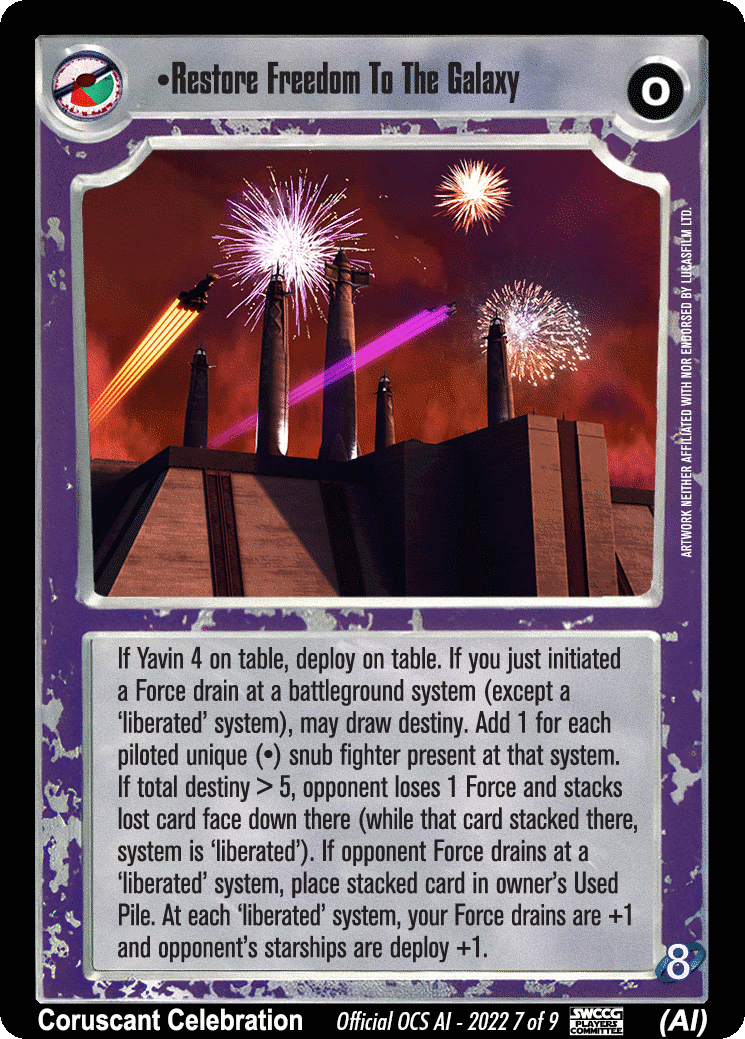 •Restore Freedom To The Galaxy
0
ARTWORK NEITHER AFFILIATED WITH NOR ENDORSED BY LUCASFILM LTD.
If Yavin 4 on table, deploy on table. If you just initiated
a Force drain at a battleground system (except a
‘liberated’ system), may draw destiny. Add 1 for each
piloted unique (•) snub fighter present at that system.
If total destiny > 5, opponent loses 1 Force and stacks
lost card face down there (while that card stacked there,
system is ‘liberated’). If opponent Force drains at a
‘liberated’ system, place stacked card in owner’s Used
Pile. At each ‘liberated’ system, your Force drains are +1
and opponent’s starships are deploy +1.
8
Coruscant Celebration Official OCS AI - 2022 7 of 9 SWCCG PLAYERS COMMITTEE (AI)